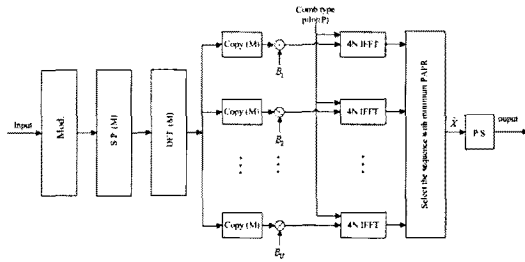 Comb type
pilot(P)
Input
Mod.
S/P (M)
DFT (M)
Copy (M)
B1
4N IFFT
Copy (M)
B2
4N IFFT
Copy (M)
BU
4N IFFT
Select the sequence with minimum PAPR
X̂
P/S
ouput